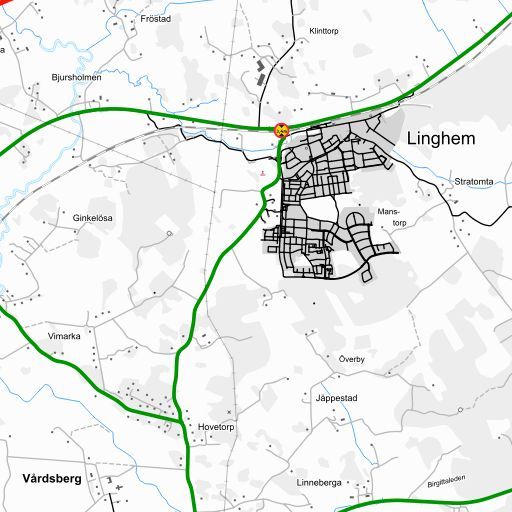 Fröstad
Klinttorp
a
Bjursholmen
Linghem
Stratomta
Mans-
torp
Ginkelösa
Vimarka
Överby
Jäppestad
Hovetorp
Vårdsberg
Linneberga
Birgittaleden